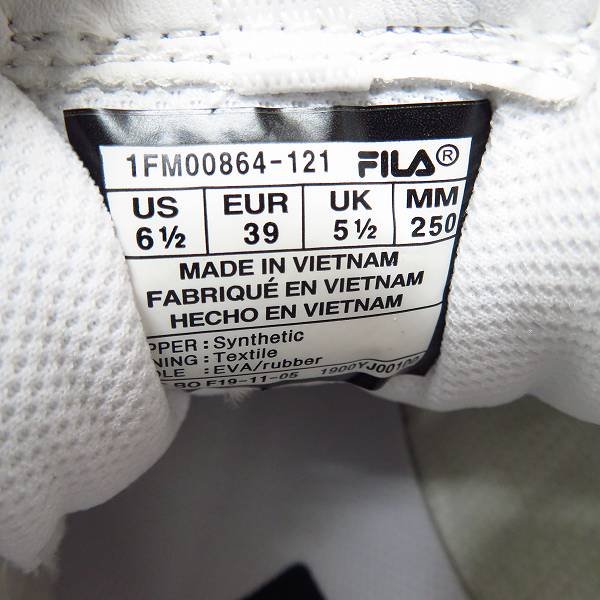 1FM00864-121 FILA®
US EUR UK MM
6½ 39 5½ 250
MADE IN VIETNAM
FABRIQUÉ EN VIETNAM
HECHO EN VIETNAM
PPER : Synthetic
NING : Textile
OLE : EVA/rubber
BO F19-11-05